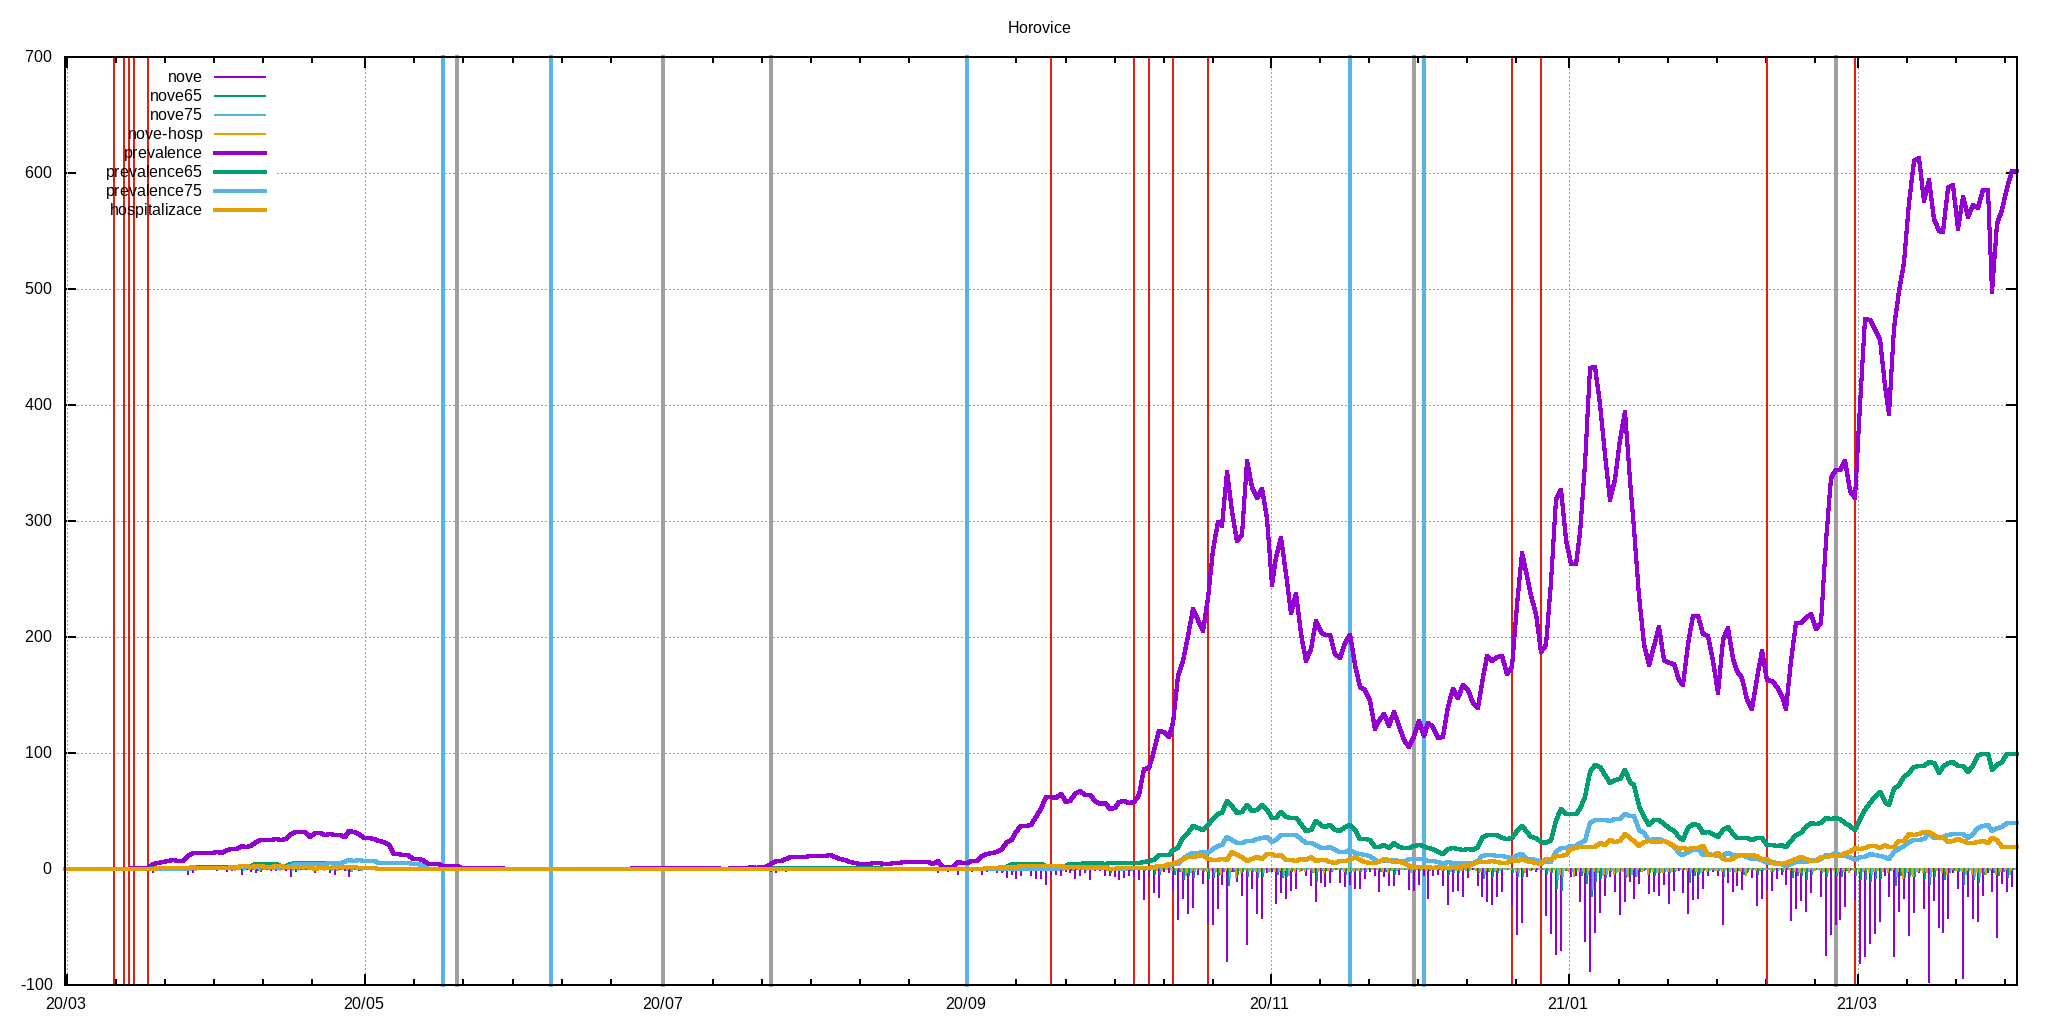 Horovice
700
600
500
400
300
200
100
0
-100
nove
nove65
nove75
nove-hosp
prevalence
prevalence65
prevalence75
hospitalizace
20/03 20/05 20/07 20/09 20/11 21/01 21/03